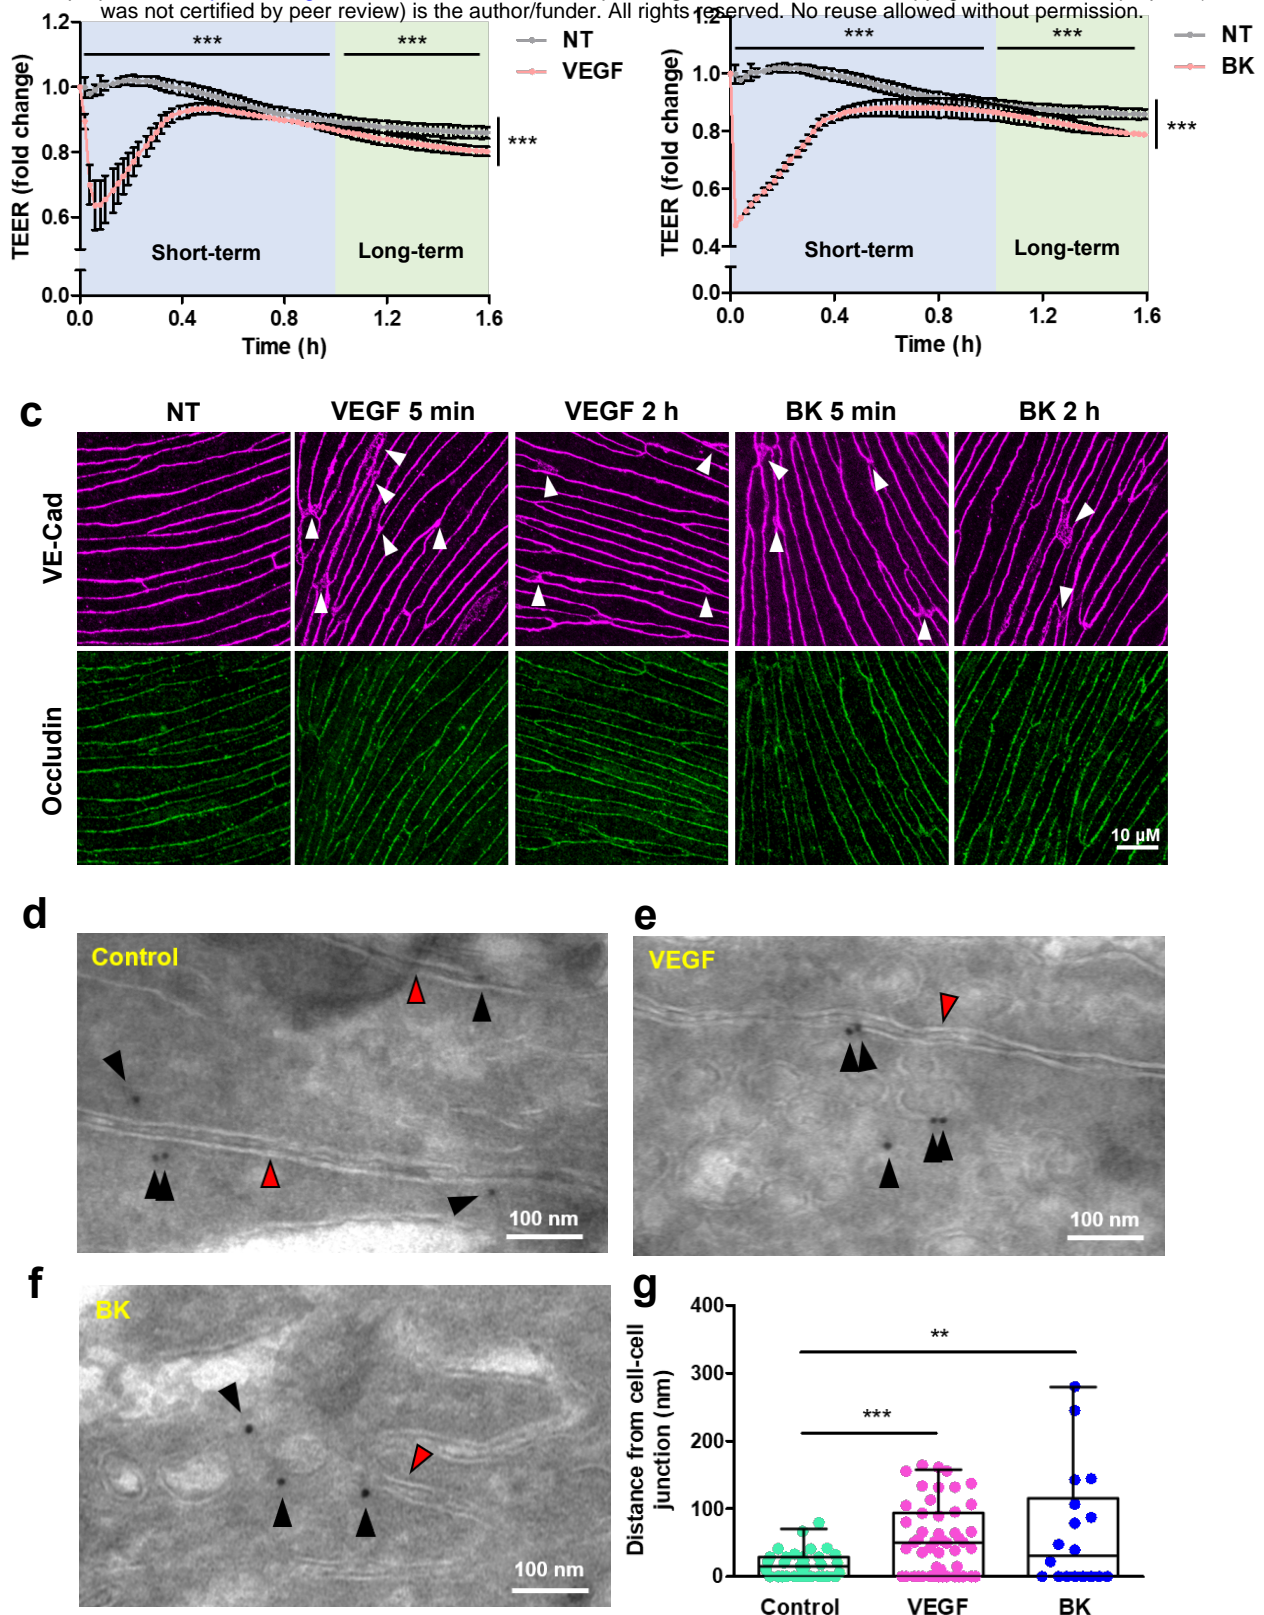 was not certified by peer review) is the author/funder. All rights reserved. No reuse allowed without permission.
1.2
1.0
0.8
0.6
0.0
TEER (fold change)
***
***
NT
VEGF
***
Short-term
Long-term
0.0
0.4
0.8
1.2
1.6
Time (h)
1.2
1.0
0.8
0.6
0.4
0.0
TEER (fold change)
***
***
NT
BK
***
Short-term
Long-term
0.0
0.4
0.8
1.2
1.6
Time (h)
c
NT
VEGF 5 min
VEGF 2 h
BK 5 min
BK 2 h
VE-Cad
Occludin
10 µM
d
Control
100 nm
e
VEGF
100 nm
f
BK
100 nm
g
400
300
200
100
0
Distance from cell-cell
junction (nm)
**
***
Control
VEGF
BK